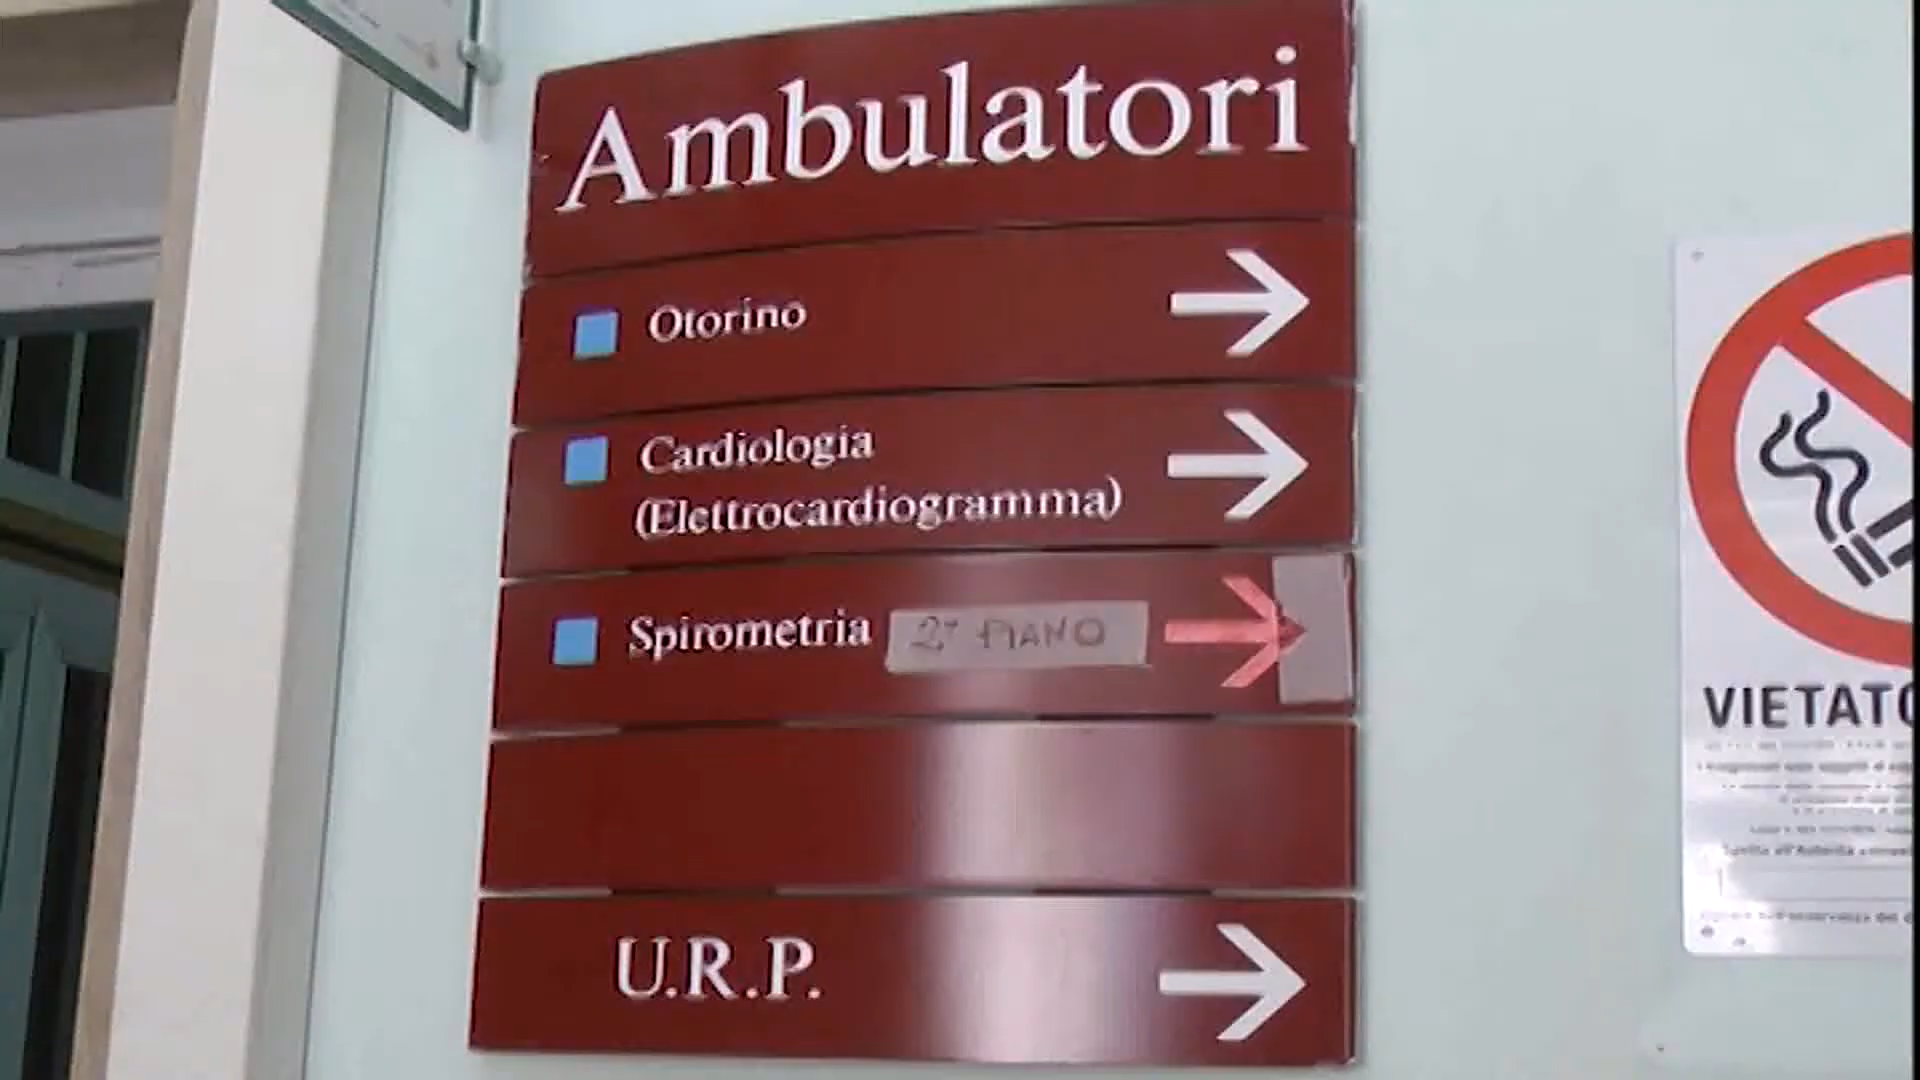 Ambulatori
Otorino
Cardiologia
(Elettrocardiogramma)
Spirometria 2° PIANO
U.R.P.
VIETATO